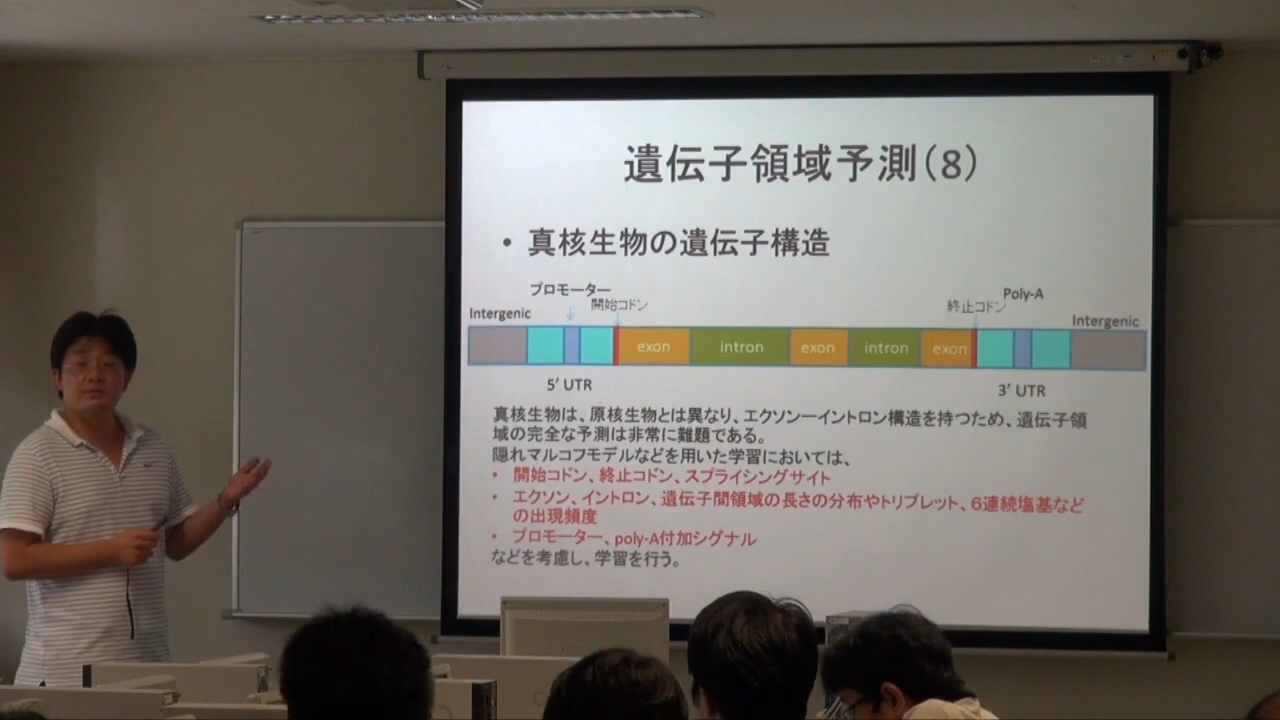 遺伝子領域予測（8）
• 真核生物の遺伝子構造
プロモーター
開始コドン
終止コドン
Poly-A
Intergenic
Intergenic
exon
intron
exon
intron
exon
5′ UTR
3′ UTR
真核生物は、原核生物とは異なり、エクソンーイントロン構造を持つため、遺伝子領
域の完全な予測は非常に難題である。
隠れマルコフモデルなどを用いた学習においては、
• 開始コドン、終止コドン、スプライシングサイト
• エクソン、イントロン、遺伝子間領域の長さの分布やトリプレット、６連続塩基など
の出現頻度
• プロモーター、poly-A付加シグナル
などを考慮し、学習を行う。